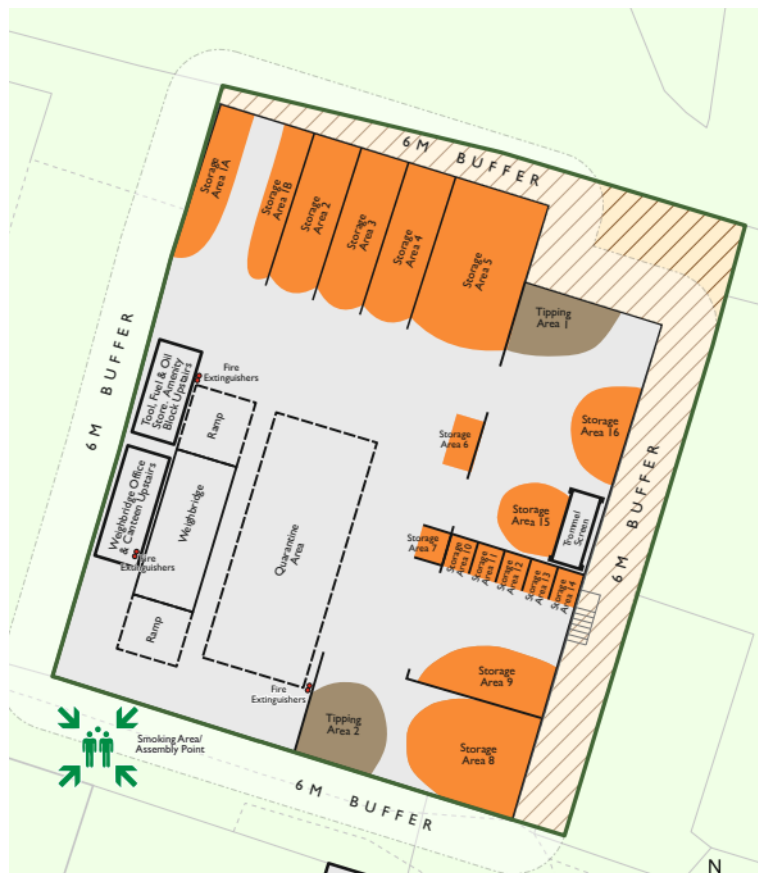 6M BUFFER
Storage
Area 1A
Storage
Area 1B
Storage
Area 2
Storage
Area 3
Storage
Area 4
Storage
Area 5
Tipping
Area 1
6M BUFFER
Tool, Fuel & Oil
Store. Amenity
Block Upstairs
Fire
Extinguishers
Ramp
Storage
Area 6
Storage
Area 16
Weighbridge Office
& Canteen Upstairs
Weighbridge
Quarantine
Area
Storage
Area 15
Trommel
Screen
6M BUFFER
Fire
Extinguishers
Storage
Area 7
Storage
Area 10
Storage
Area 11
Storage
Area 12
Storage
Area 13
Storage
Area 14
Ramp
Storage
Area 9
Fire
Extinguishers
Tipping
Area 2
Storage
Area 8
Smoking Area/
Assembly Point
6M BUFFER
N